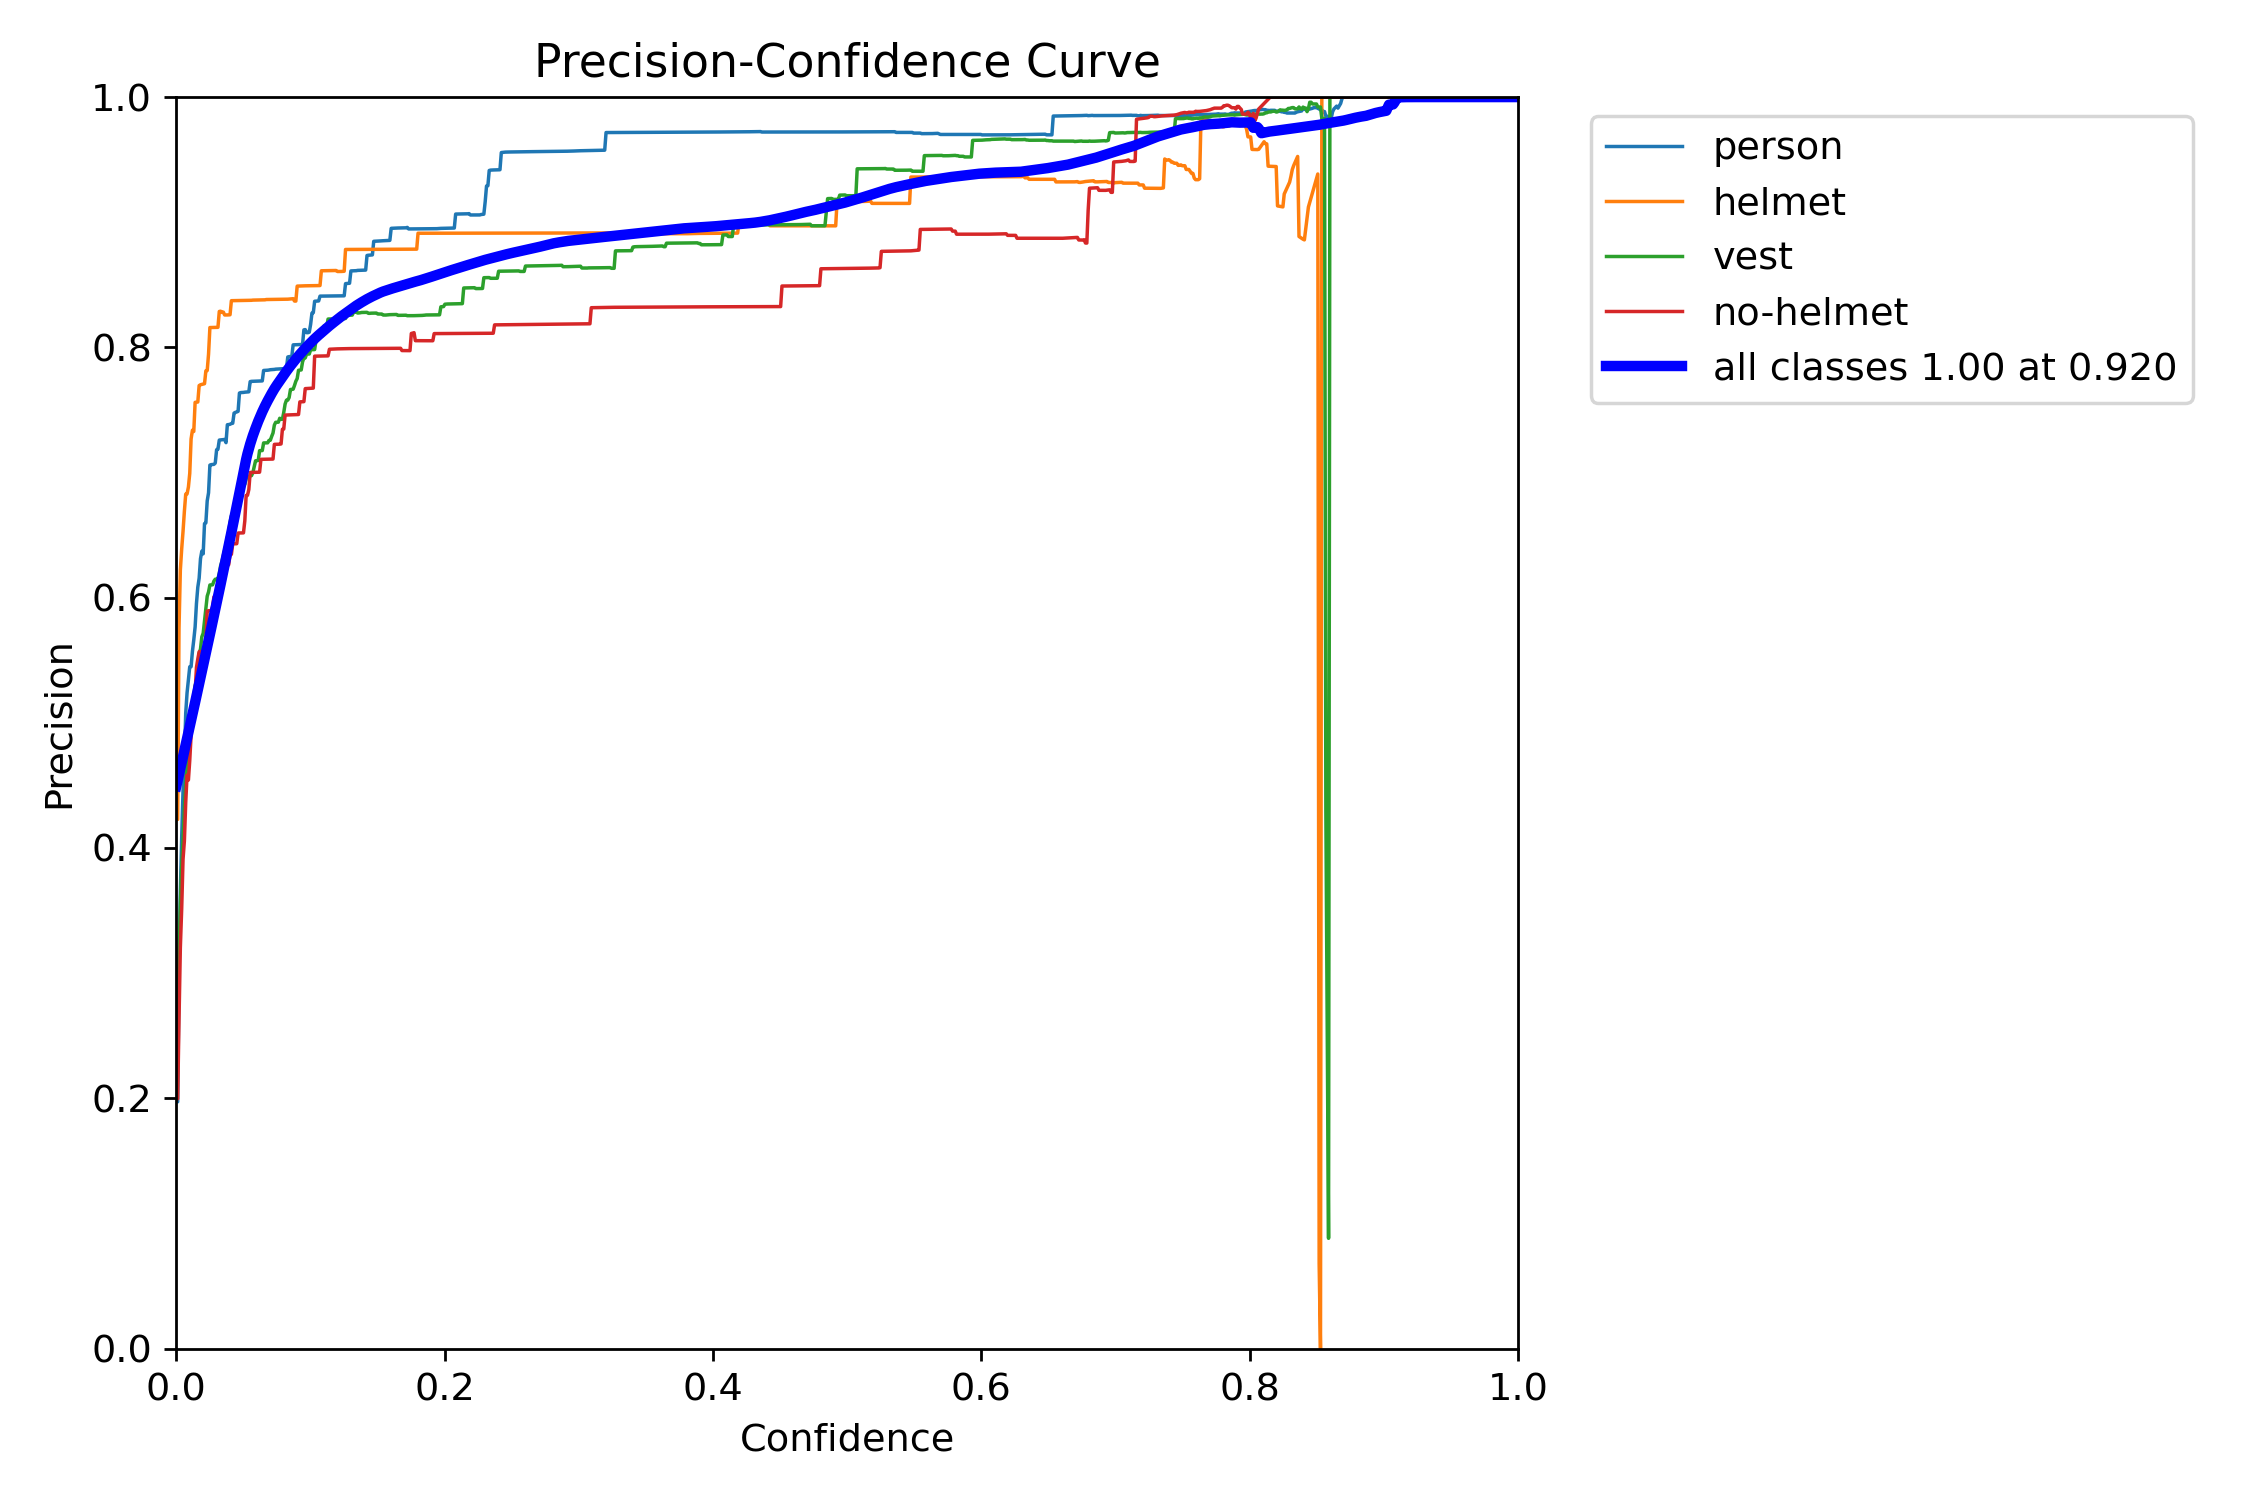 Precision-Confidence Curve
1.0
0.8
0.6
0.4
0.2
0.0
Precision
0.0 0.2 0.4 0.6 0.8 1.0
Confidence
person
helmet
vest
no-helmet
all classes 1.00 at 0.920